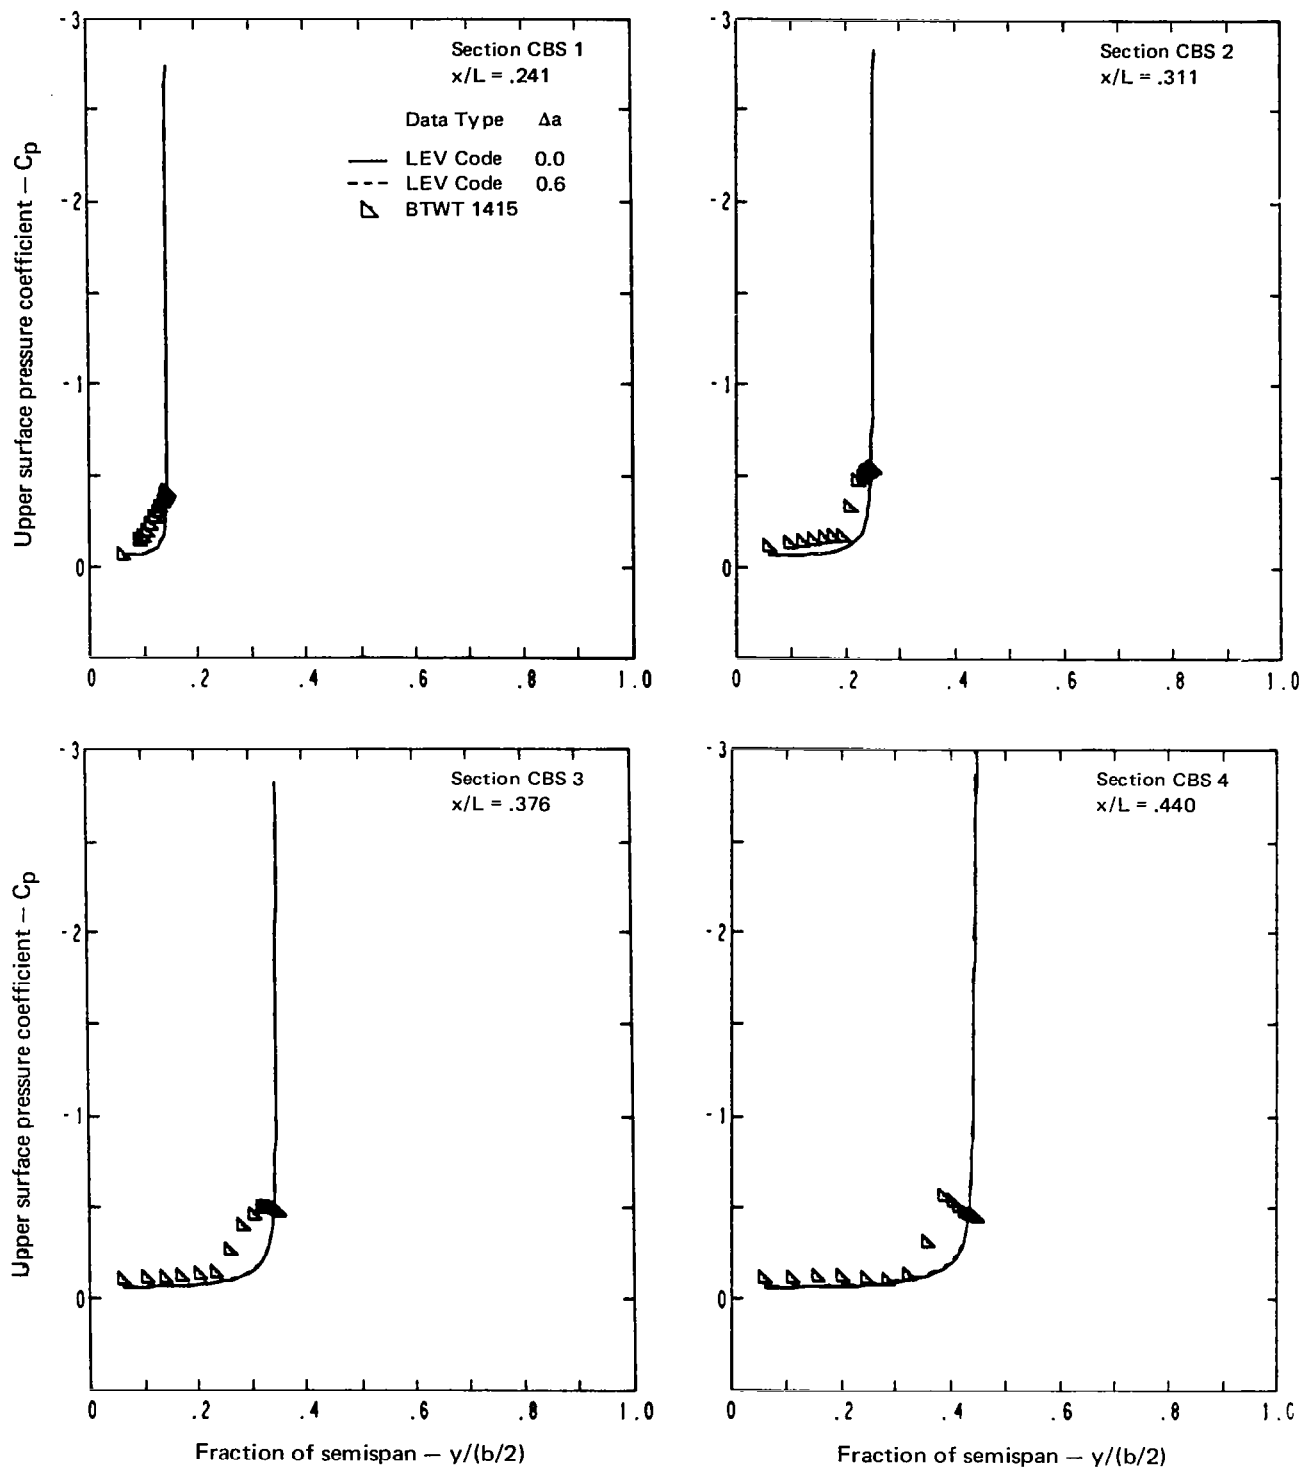 Section CBS 1
x/L = .241
Data Type Δa
LEV Code 0.0
LEV Code 0.6
BTWT 1415
Upper surface pressure coefficient — Cp
-3
-2
-1
0
0 .2 .4 .6 .8 1.0
Section CBS 2
x/L = .311
-3
-2
-1
0
0 .2 .4 .6 .8 1.0
Section CBS 3
x/L = .376
Upper surface pressure coefficient — Cp
-3
-2
-1
0
0 .2 .4 .6 .8 1.0
Fraction of semispan — y/(b/2)
Section CBS 4
x/L = .440
-3
-2
-1
0
0 .2 .4 .6 .8 1.0
Fraction of semispan — y/(b/2)